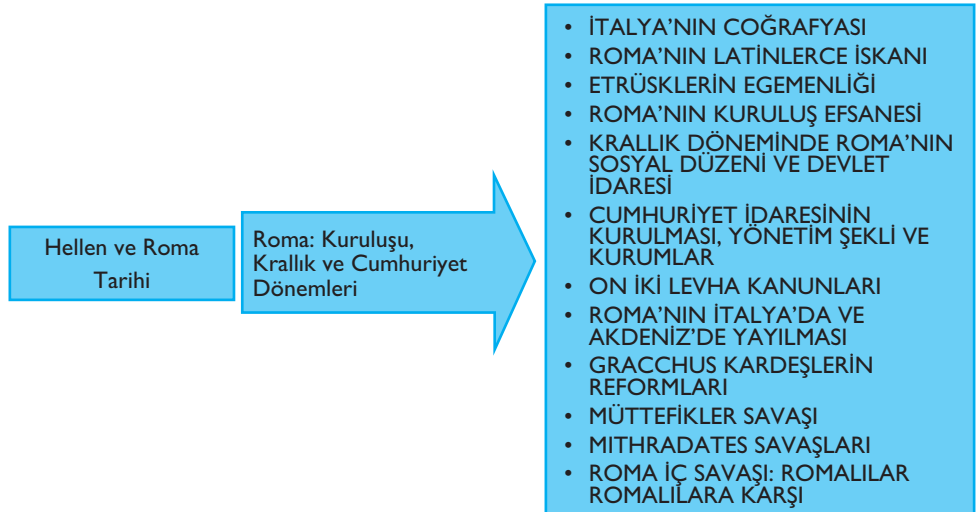 Hellen ve Roma
Tarihi
Roma: Kuruluşu,
Krallık ve Cumhuriyet
Dönemleri
• İTALYA’NIN COĞRAFYASI
• ROMA’NIN LATİNLERCE İSKANI
• ETRÜSKLERİN EGEMENLİĞİ
• ROMA’NIN KURULUŞ EFSANESİ
• KRALLIK DÖNEMİNDE ROMA’NIN
SOSYAL DÜZENİ VE DEVLET
İDARESİ
• CUMHURİYET İDARESİNİN
KURULMASI, YÖNETİM ŞEKLİ VE
KURUMLAR
• ON İKİ LEVHA KANUNLARI
• ROMA’NIN İTALYA’DA VE
AKDENİZ’DE YAYILMASI
• GRACCHUS KARDEŞLERİN
REFORMLARI
• MÜTTEFİKLER SAVAŞI
• MITHRADATES SAVAŞLARI
• ROMA İÇ SAVAŞI: ROMALILAR
ROMALILARA KARŞI